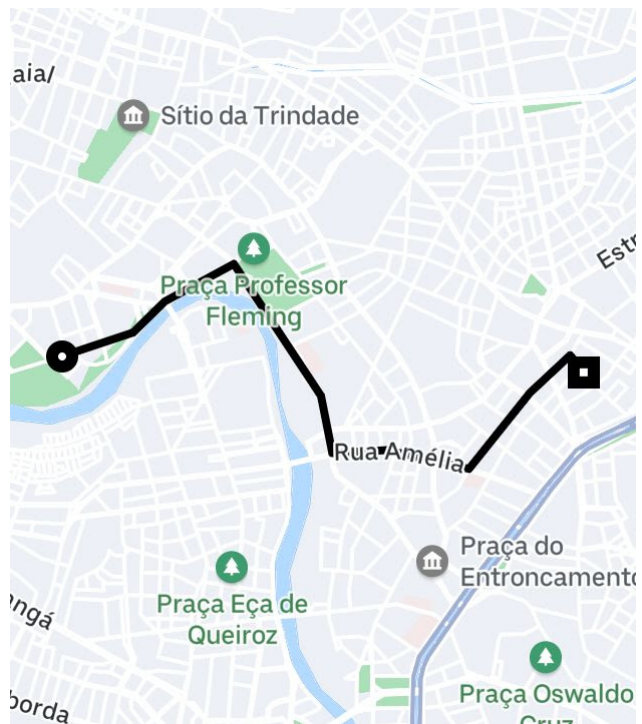 aia/
Sítio da Trindade
Estr
Praça Professor
Fleming
Rua Amélia
Praça do
Entroncamento
Praça Eça de
Queiroz
ngá
Praça Oswaldo
Cruz
borda